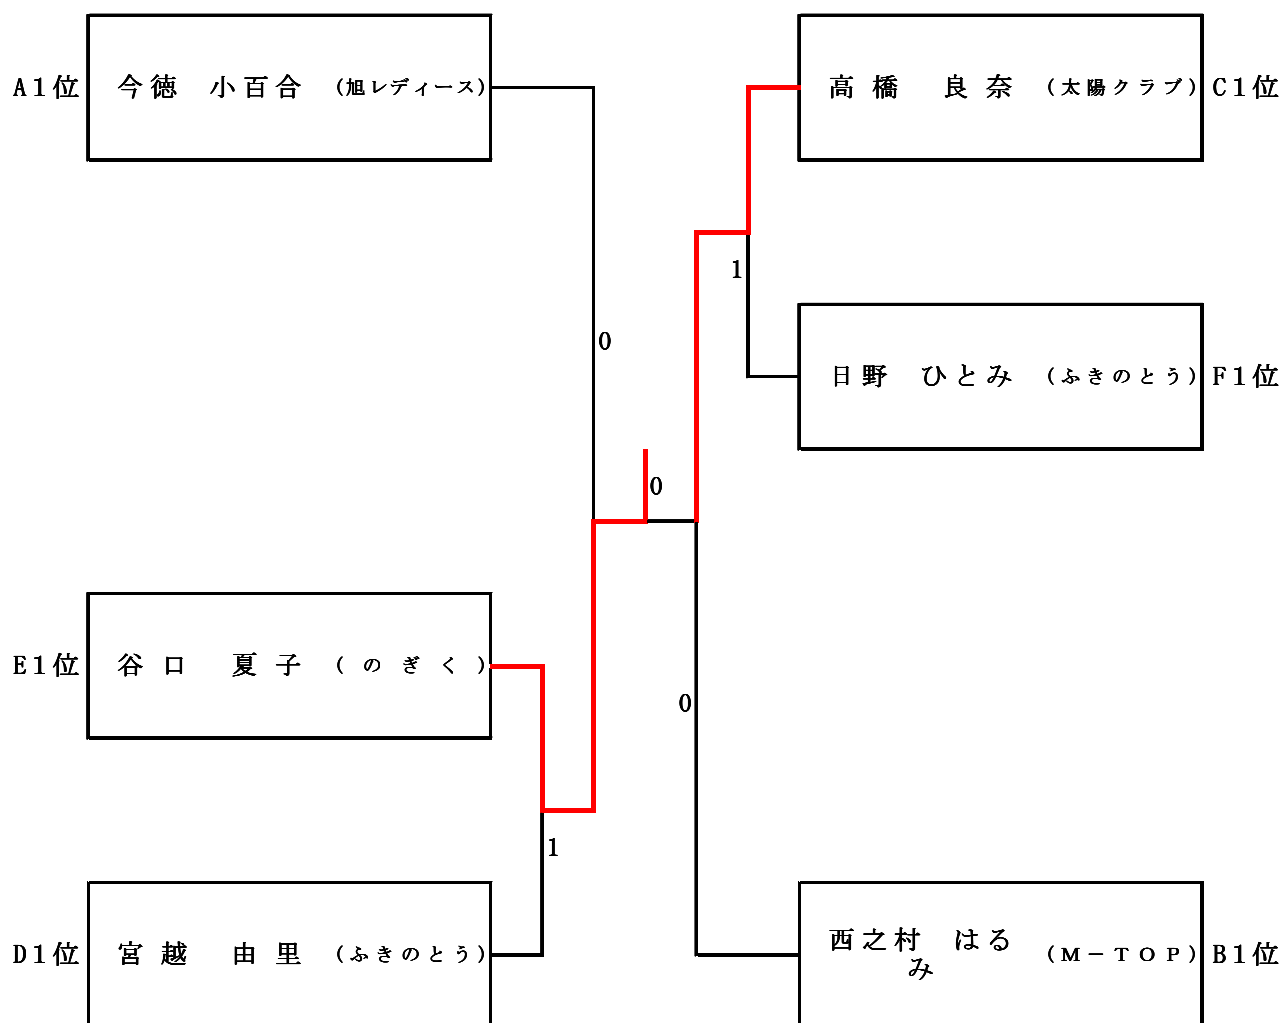 A1位 今徳 小百合 (旭レディース)
高橋 良奈 (太陽クラブ) C1位
1
日野 ひとみ (ふきのとう) F1位
0
0
E1位 谷口 夏子 (のぎく)
0
1
D1位 宮越 由里 (ふきのとう)
西之村 はる
み
(M-TOP) B1位